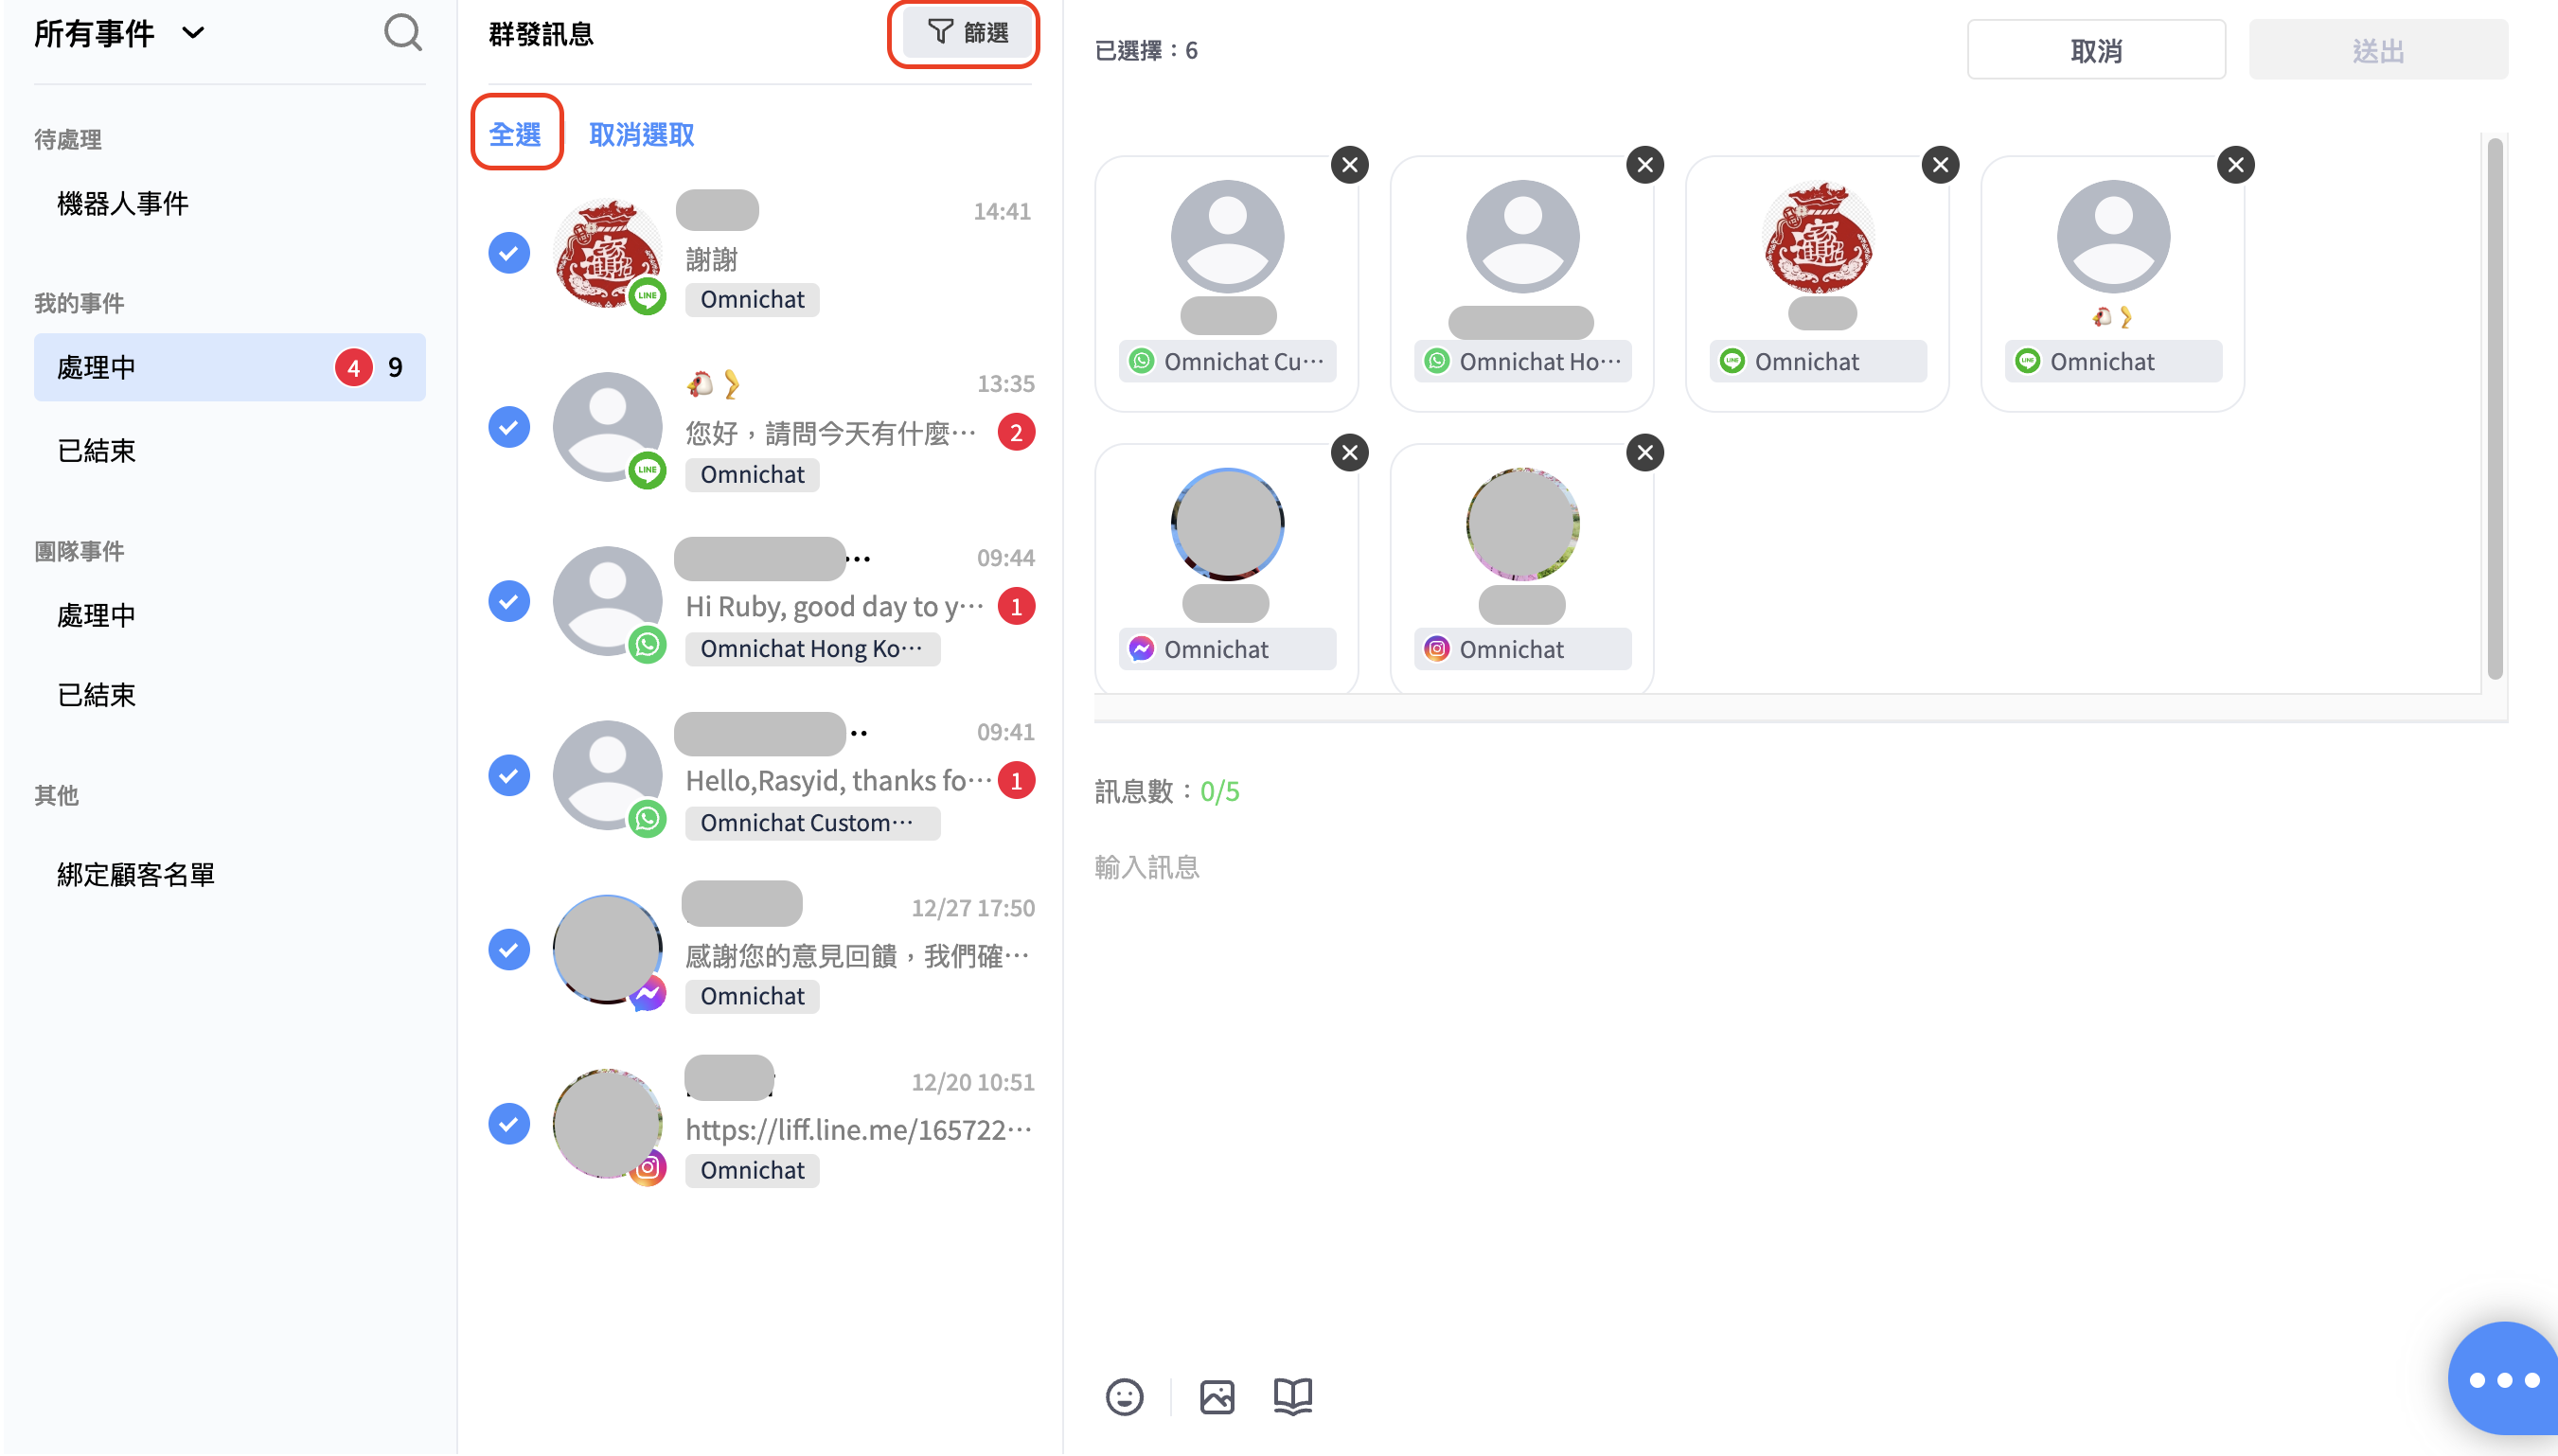 所有事件
待處理
機器人事件
我的事件
處理中 4 9
已結束
團隊事件
處理中
已結束
其他
綁定顧客名單
群發訊息 篩選
全選 取消選取
14:41
謝謝
LINE
Omnichat
🐔🦵 13:35
您好，請問今天有什麼… 2
LINE
Omnichat
… 09:44
Hi Ruby, good day to y… 1
Omnichat Hong Ko…
.. 09:41
Hello,Rasyid, thanks fo… 1
Omnichat Custom…
12/27 17:50
感謝您的意見回饋，我們確…
Omnichat
12/20 10:51
https://liff.line.me/165722…
Omnichat
已選擇：6 取消 送出
🐔🦵
Omnichat Cu… Omnichat Ho… LINE Omnichat LINE Omnichat
Omnichat Omnichat
訊息數：0/5
輸入訊息